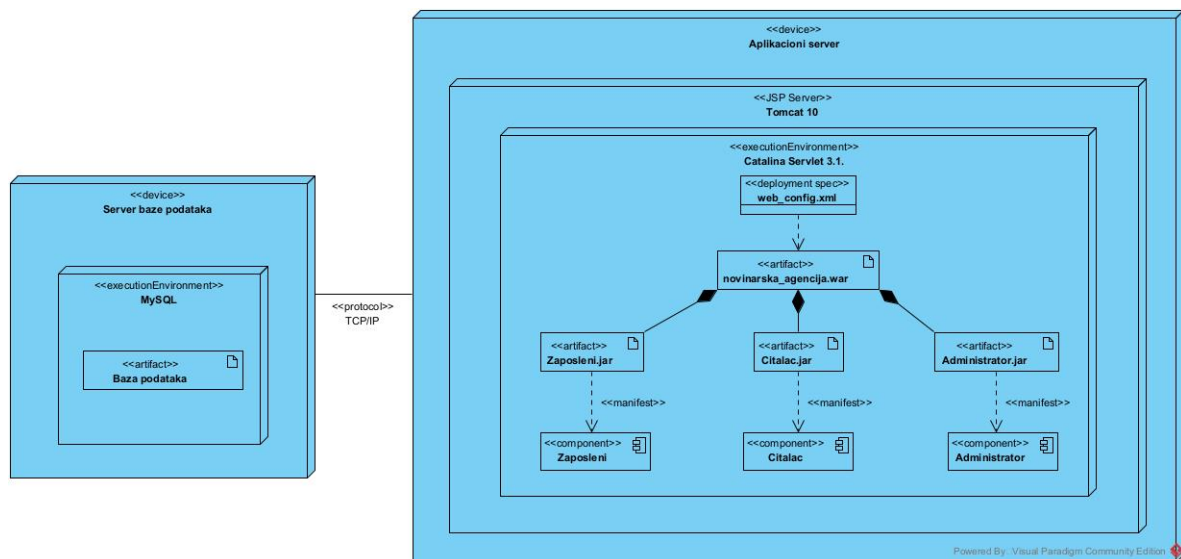 <<device>>
Aplikacioni server
<<JSP Server>>
Tomcat 10
<<executionEnvironment>>
Catalina Servlet 3.1.
<<deployment spec>>
web_config.xml
<<artifact>>
novinarska_agencija.war
<<artifact>>
Zaposleni.jar
<<artifact>>
Citalac.jar
<<artifact>>
Administrator.jar
<<manifest>>
<<manifest>>
<<manifest>>
<<component>>
Zaposleni
<<component>>
Citalac
<<component>>
Administrator
<<device>>
Server baze podataka
<<executionEnvironment>>
MySQL
<<artifact>>
Baza podataka
<<protocol>>
TCP/IP
Powered By: Visual Paradigm Community Edition